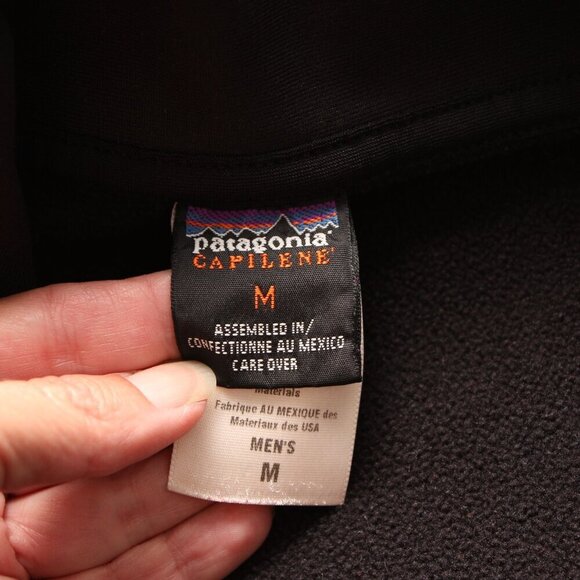 patagonia®
CAPILENE®
M
ASSEMBLED IN/
CONFECTIONNE AU MEXICO
CARE OVER
Materials
Fabrique AU MEXIQUE des
Materiaux des USA
MEN'S
M